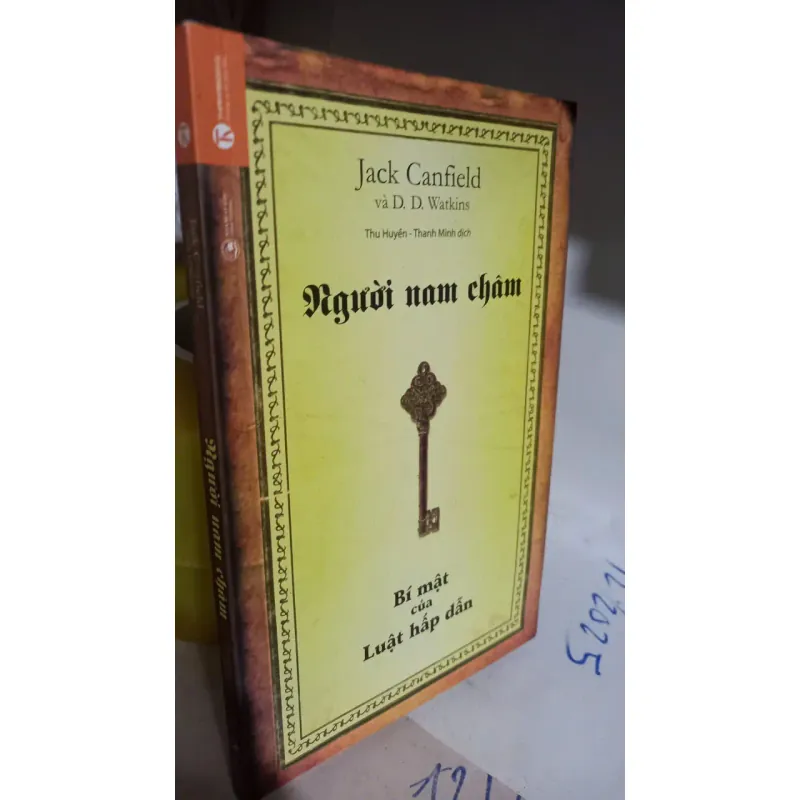 Jack Canfield
và D. D. Watkins
Thu Huyền - Thanh Minh dịch
Người nam châm
Bí mật
của
Luật hấp dẫn
Người nam châm
2025